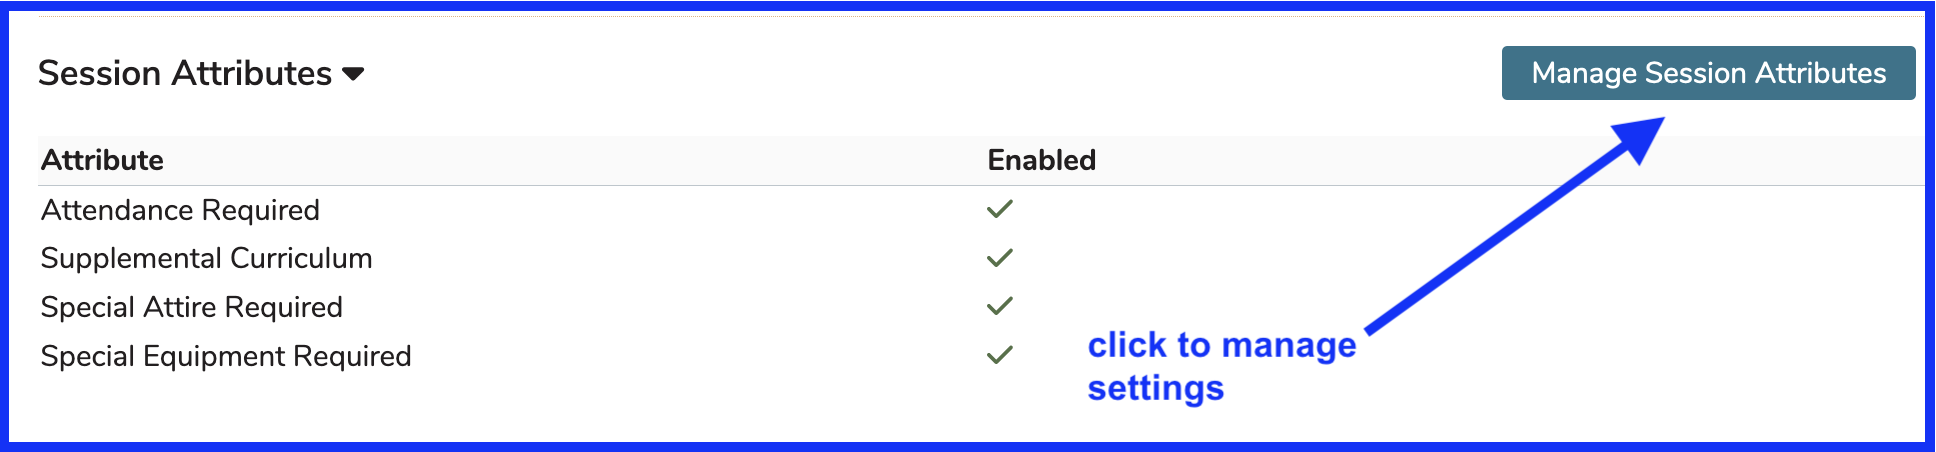 Session Attributes
Manage Session Attributes
Attribute Enabled
Attendance Required
Supplemental Curriculum
Special Attire Required
Special Equipment Required
click to manage
settings